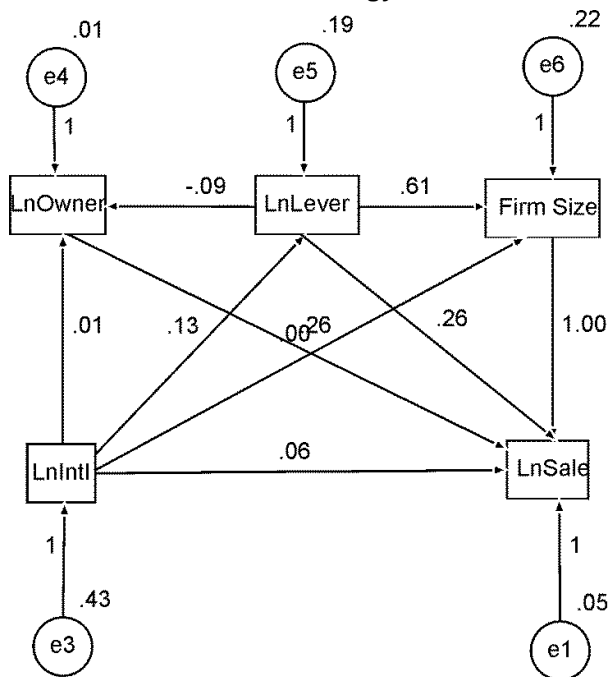 .01
.19
.22
e4
e5
e6
1
1
1
LnOwner
-.09
LnLever
.61
Firm Size
.01
.13
.00
.26
.26
1.00
LnIntl
.06
LnSale
1
1
.43
.05
e3
e1